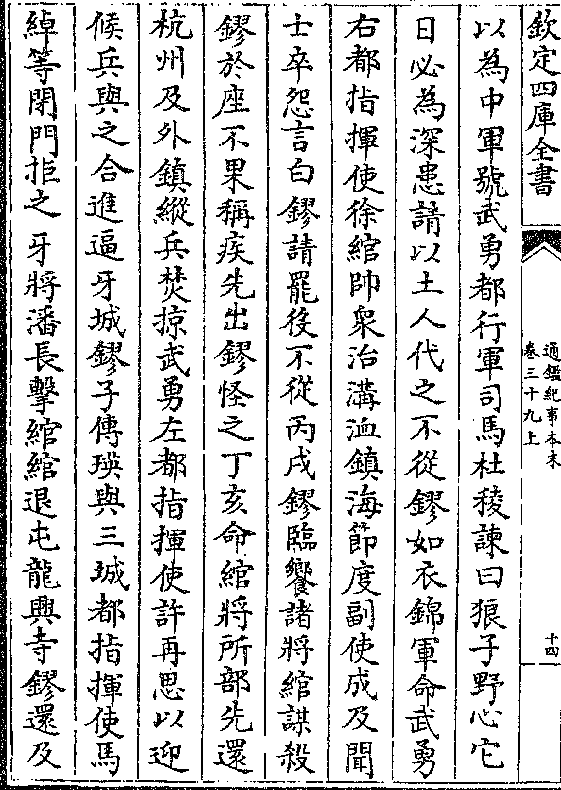 欽定四庫全書
通鑑紀事本末
卷三十九上
十四
以為中軍號武勇都行軍司馬杜稜諫曰狼子野心它
日必為深患請以土人代之不從鏐如衣錦軍命武勇
右都指揮使徐綰帥衆治溝洫鎮海節度副使成及聞
士卒怨言白鏐請罷役不從丙戌鏐臨饗諸將綰謀殺
鏐於座不果稱疾先出鏐怪之丁亥命綰將所部先還
杭州及外鎮縱兵焚掠武勇左都指揮使許再思以迎
候兵與之合進逼牙城鏐子傳瑛與三城都指揮使馬
綽等閉門拒之牙將潘長擊綰綰退屯龍興寺鏐還及